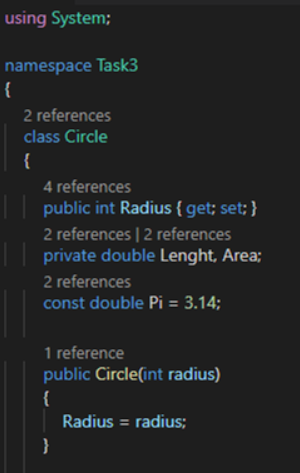 using System;
namespace Task3
{
2 references
class Circle
{
4 references
public int Radius { get; set; }
2 references | 2 references
private double Lenght, Area;
2 references
const double Pi = 3.14;
1 reference
public Circle(int radius)
{
Radius = radius;
}